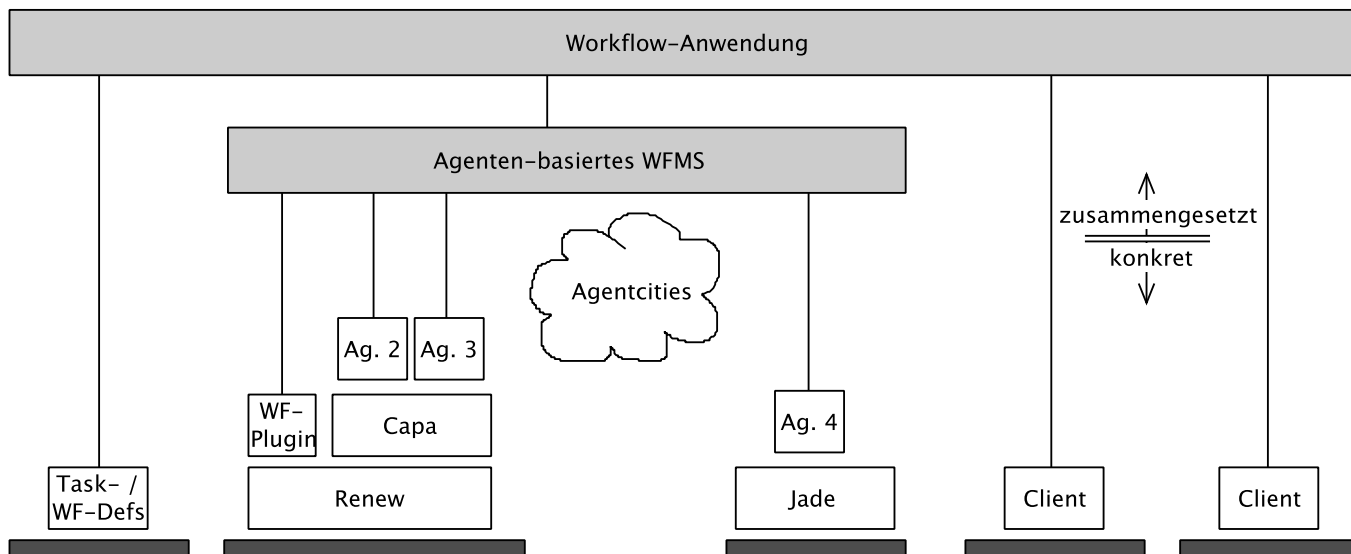 Workflow-Anwendung
Agenten-basiertes WFMS
zusammengesetzt
konkret
Agentcities
Ag. 2
Ag. 3
WF-
Plugin
Capa
Ag. 4
Task- /
WF-Defs
Renew
Jade
Client
Client